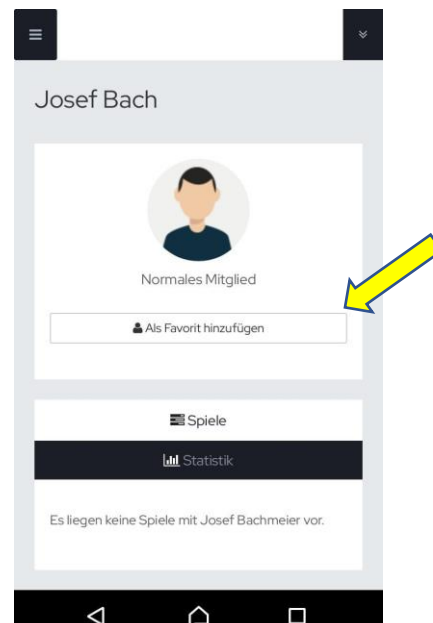 Josef Bach
Normales Mitglied
Als Favorit hinzufügen
Spiele
Statistik
Es liegen keine Spiele mit Josef Bachmeier vor.